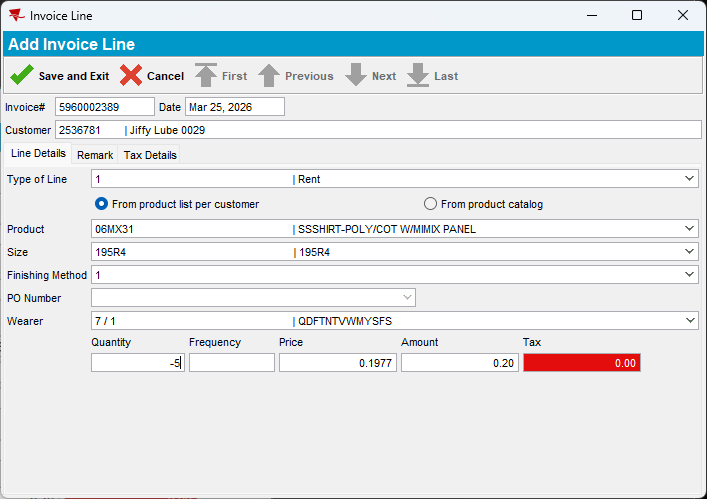 Invoice Line
Add Invoice Line
Save and Exit Cancel First Previous Next Last
Invoice# 5960002389 Date Mar 25, 2026
Customer 2536781 | Jiffy Lube 0029
Line Details Remark Tax Details
Type of Line 1 | Rent
From product list per customer From product catalog
Product 06MX31 | SSSHIRT-POLY/COT W/MIMIX PANEL
Size 195R4 | 195R4
Finishing Method 1
PO Number
Wearer 7 / 1 | QDFTNTVWMYSFS
Quantity Frequency Price Amount Tax
-5 0.1977 0.20 0.00